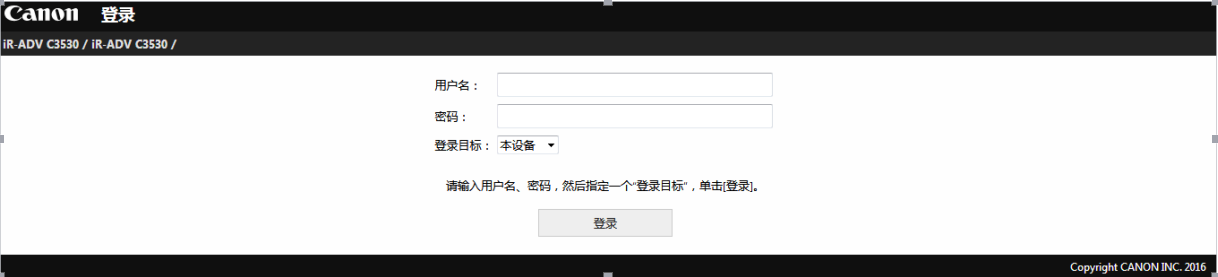 Canon 登录
iR-ADV C3530 / iR-ADV C3530 /
用户名：
密码：
登录目标： 本设备
请输入用户名、密码，然后指定一个"登录目标"，单击[登录]。
登录
Copyright CANON INC. 2016